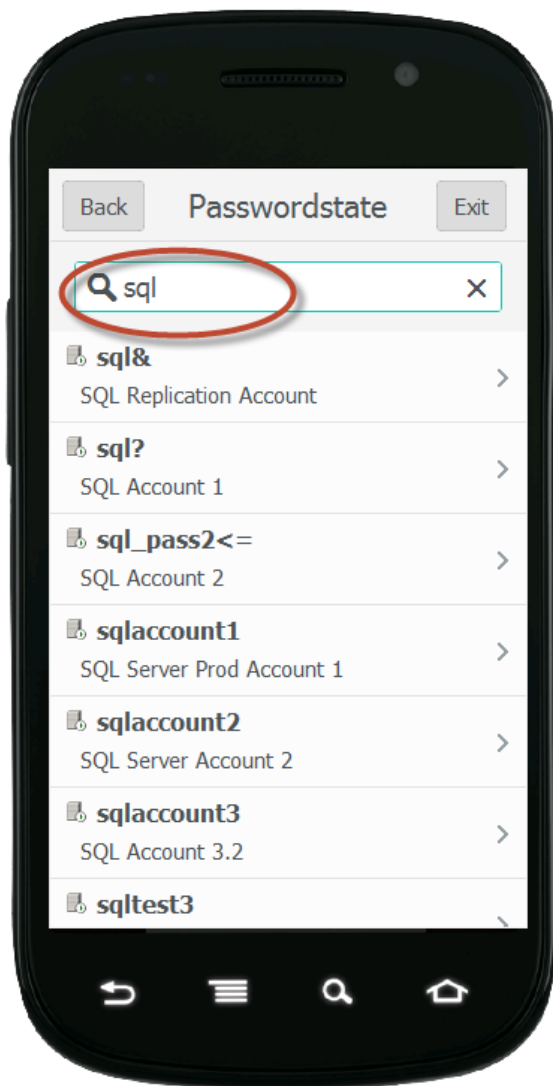 Back Passwordstate Exit
sql
sql&
SQL Replication Account
sql?
SQL Account 1
sql_pass2<=
SQL Account 2
sqlaccount1
SQL Server Prod Account 1
sqlaccount2
SQL Server Account 2
sqlaccount3
SQL Account 3.2
sqltest3